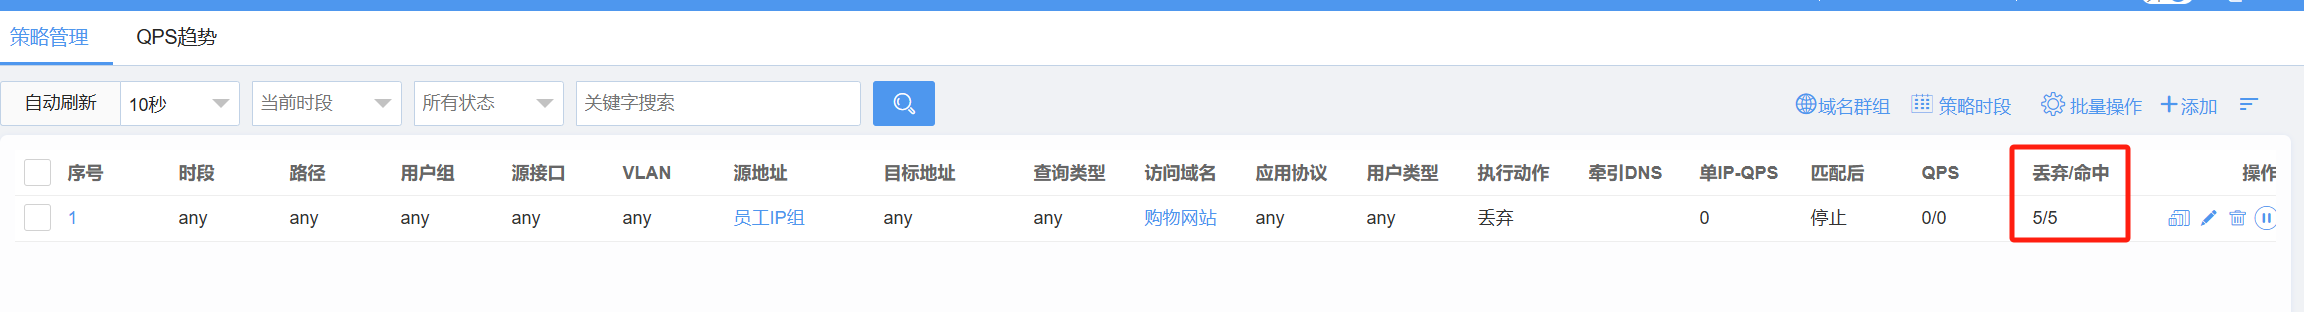 策略管理 QPS趋势
自动刷新 10秒 当前时段 所有状态 关键字搜索 域名群组 策略时段 批量操作 添加
序号 时段 路径 用户组 源接口 VLAN 源地址 目标地址 查询类型 访问域名 应用协议 用户类型 执行动作 牵引DNS 单IP-QPS 匹配后 QPS 丢弃/命中 操作
1 any any any any any 员工IP组 any any 购物网站 any any 丢弃 0 停止 0/0 5/5